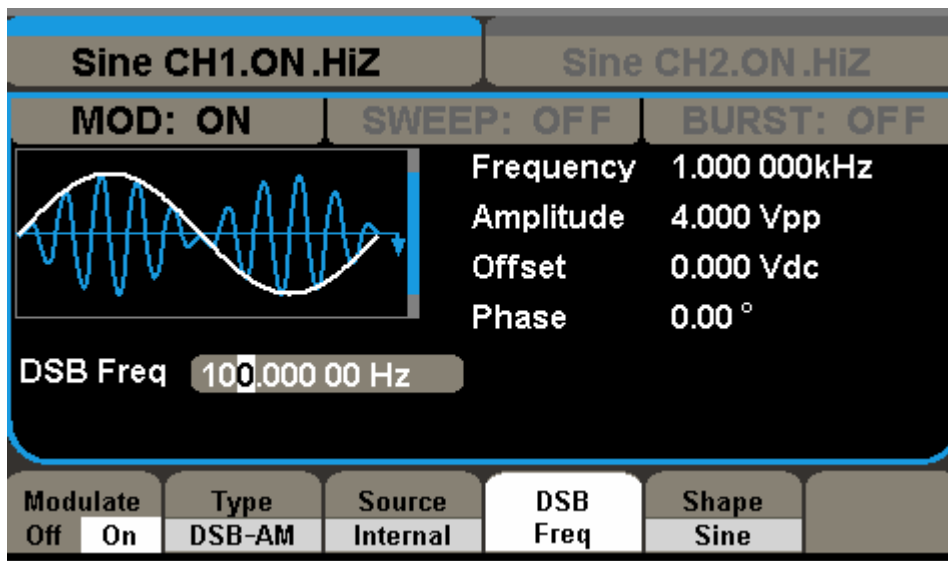 Sine CH1.ON.HiZ
Sine CH2.ON.HiZ
MOD: ON
SWEEP: OFF
BURST: OFF
Frequency 1.000 000kHz
Amplitude 4.000 Vpp
Offset 0.000 Vdc
Phase 0.00 °
DSB Freq 100.000 00 Hz
Modulate
Off On
Type
DSB-AM
Source
Internal
DSB
Freq
Shape
Sine